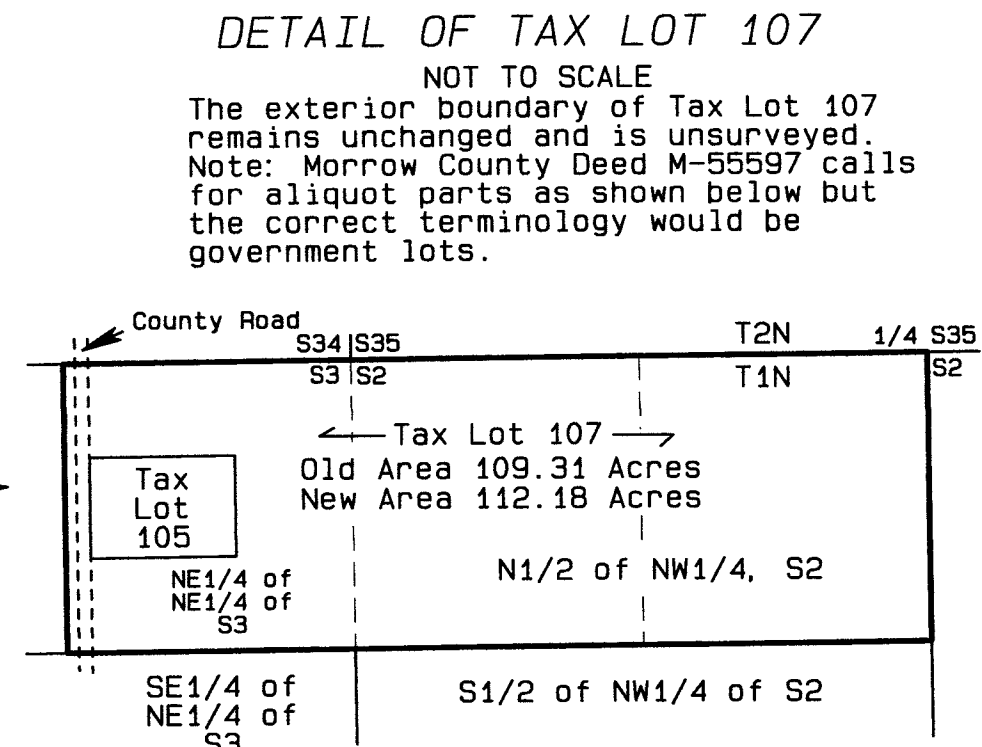 DETAIL OF TAX LOT 107
NOT TO SCALE
The exterior boundary of Tax Lot 107
remains unchanged and is unsurveyed.
Note: Morrow County Deed M-55597 calls
for aliquot parts as shown below but
the correct terminology would be
government lots.
County Road
S34 S35
T2N
1/4 S35
S3 S2
T1N
S2
Tax Lot 107
Old Area 109.31 Acres
New Area 112.18 Acres
Tax
Lot
105
N1/2 of NW1/4, S2
NE1/4 of
NE1/4 of
S3
SE1/4 of
NE1/4 of
S3
S1/2 of NW1/4 of S2